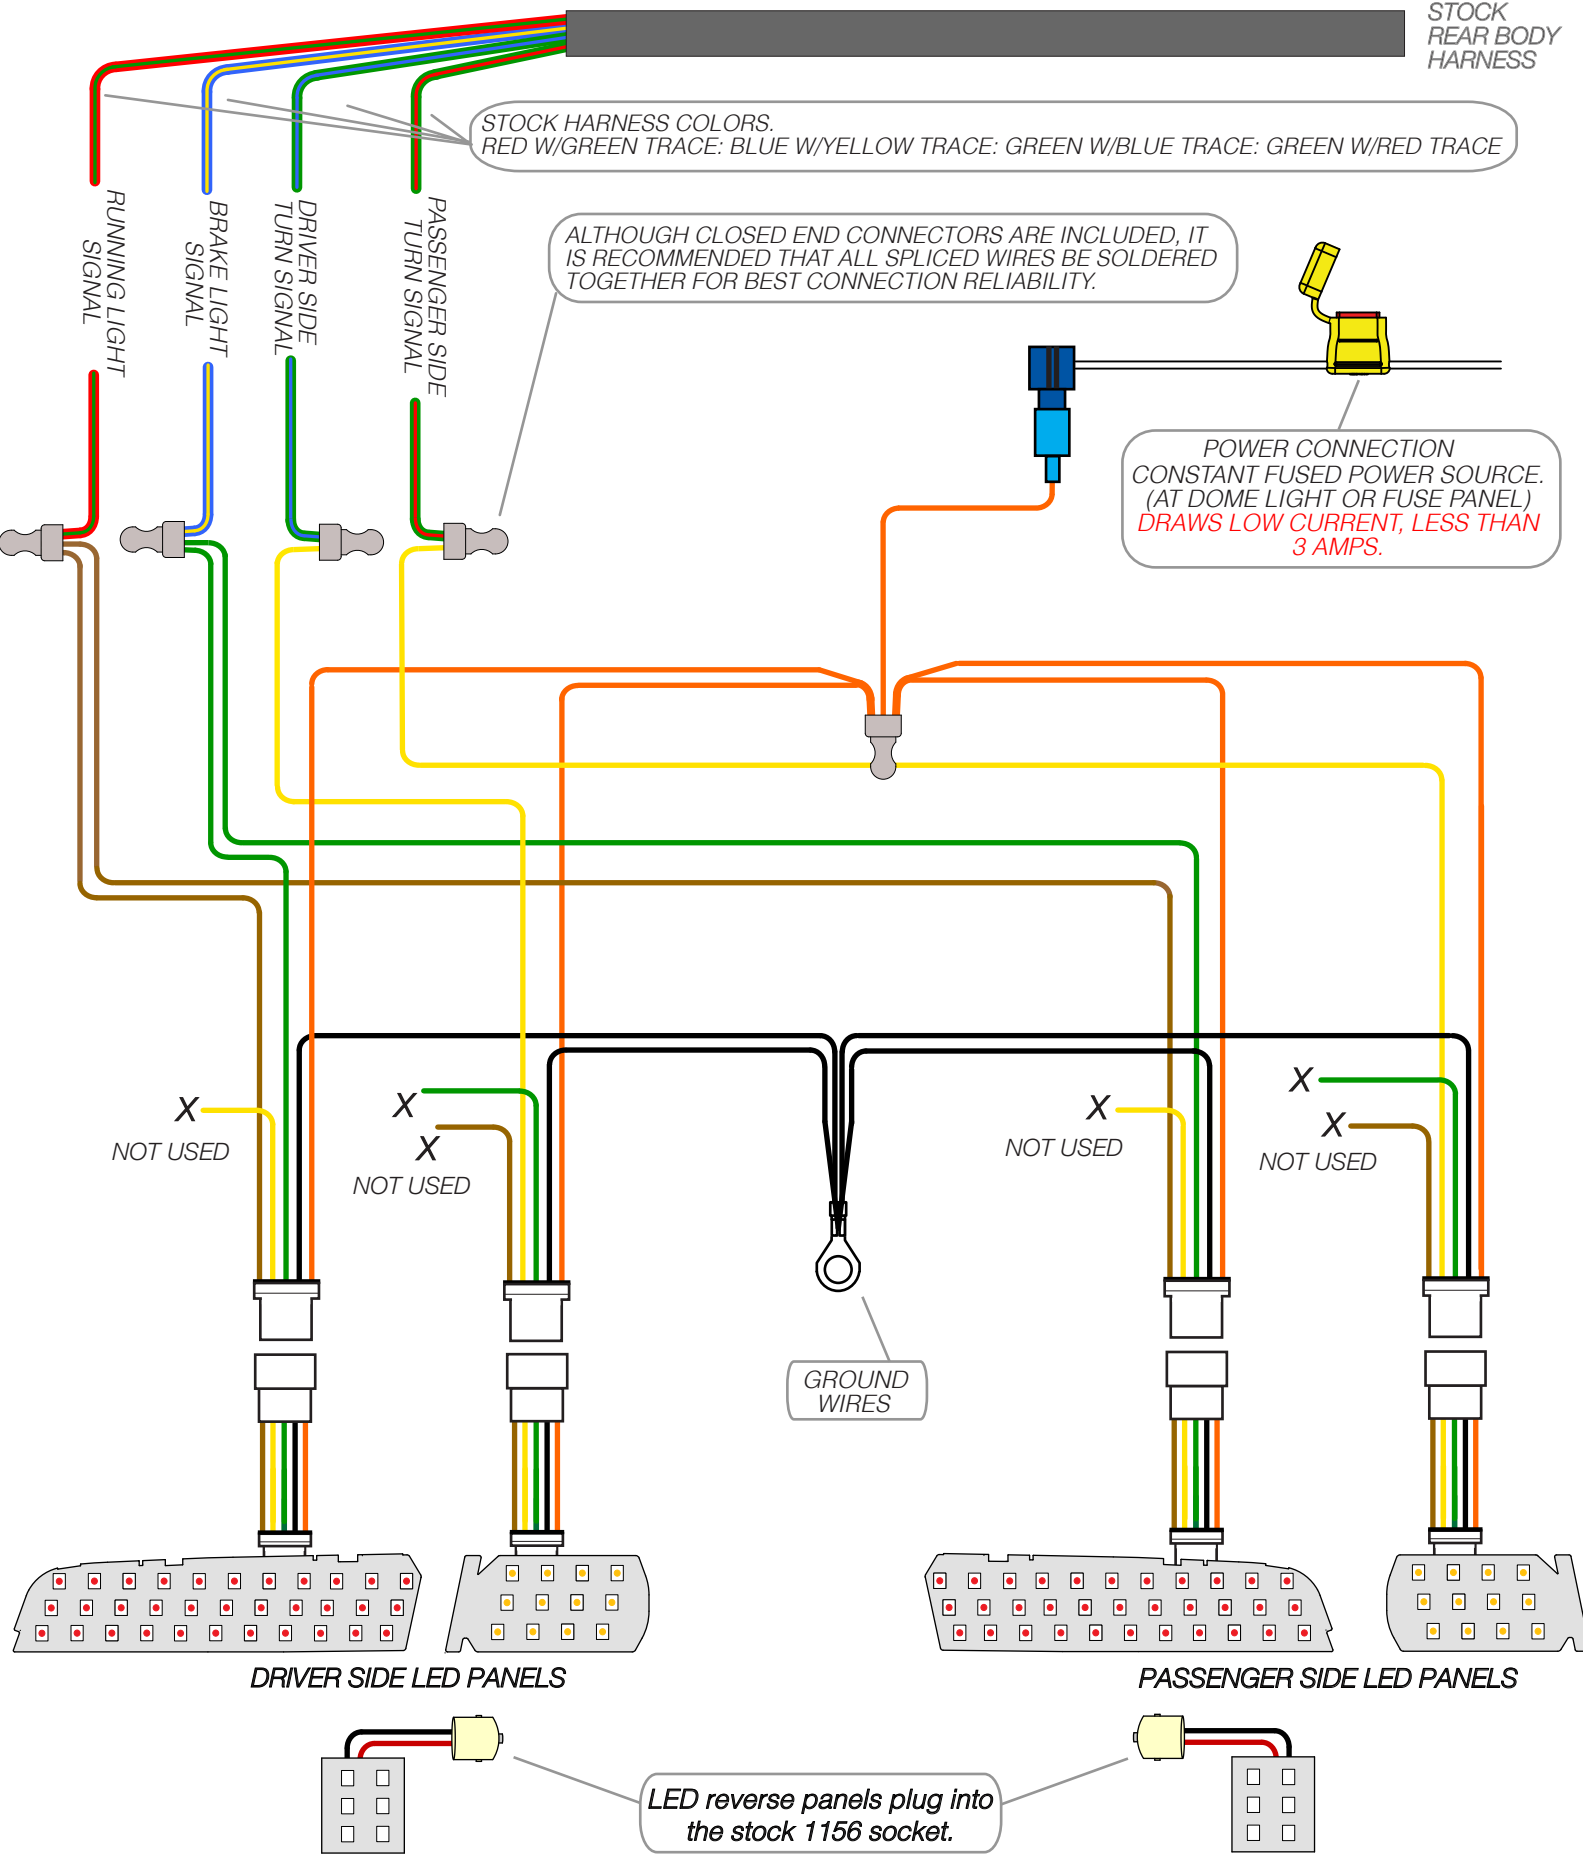 STOCK
REAR BODY
HARNESS
STOCK HARNESS COLORS.
RED W/GREEN TRACE: BLUE W/YELLOW TRACE: GREEN W/BLUE TRACE: GREEN W/RED TRACE
RUNNING LIGHT
SIGNAL
BRAKE LIGHT
SIGNAL
DRIVER SIDE
TURN SIGNAL
PASSENGER SIDE
TURN SIGNAL
ALTHOUGH CLOSED END CONNECTORS ARE INCLUDED, IT
IS RECOMMENDED THAT ALL SPLICED WIRES BE SOLDERED
TOGETHER FOR BEST CONNECTION RELIABILITY.
POWER CONNECTION
CONSTANT FUSED POWER SOURCE.
(AT DOME LIGHT OR FUSE PANEL)
DRAWS LOW CURRENT, LESS THAN
3 AMPS.
X
NOT USED
X
X
NOT USED
X
NOT USED
X
X
NOT USED
GROUND
WIRES
DRIVER SIDE LED PANELS
PASSENGER SIDE LED PANELS
LED reverse panels plug into
the stock 1156 socket.